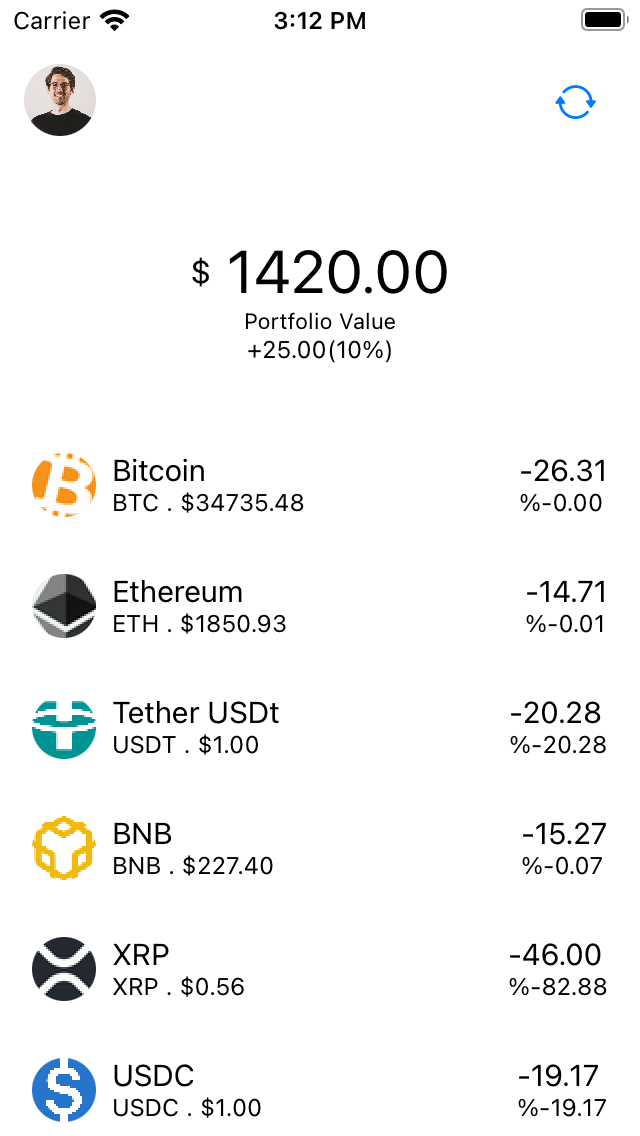 Carrier 3:12 PM
$ 1420.00
Portfolio Value
+25.00(10%)
Bitcoin -26.31
BTC . $34735.48 %-0.00
Ethereum -14.71
ETH . $1850.93 %-0.01
Tether USDt -20.28
USDT . $1.00 %-20.28
BNB -15.27
BNB . $227.40 %-0.07
XRP -46.00
XRP . $0.56 %-82.88
USDC -19.17
USDC . $1.00 %-19.17